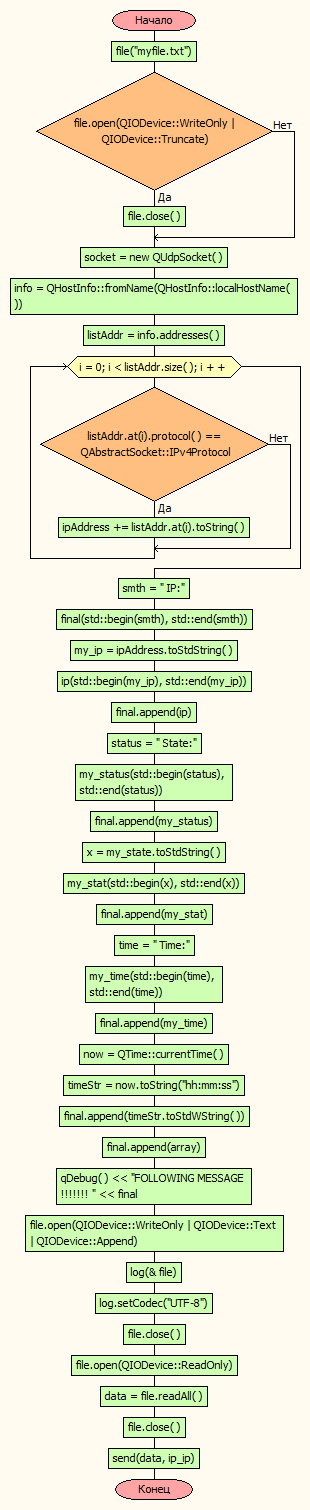 Начало
file("myfile.txt")
file.open(QIODevice::WriteOnly |
QIODevice::Truncate)
Нет
Да
file.close( )
socket = new QUdpSocket( )
info = QHostInfo::fromName(QHostInfo::localHostName(
))
listAddr = info.addresses( )
i = 0; i < listAddr.size( ); i + +
listAddr.at(i).protocol( ) ==
QAbstractSocket::IPv4Protocol
Нет
Да
ipAddress += listAddr.at(i).toString( )
smth = " IP:"
final(std::begin(smth), std::end(smth))
my_ip = ipAddress.toStdString( )
ip(std::begin(my_ip), std::end(my_ip))
final.append(ip)
status = " State:"
my_status(std::begin(status),
std::end(status))
final.append(my_status)
x = my_state.toStdString( )
my_stat(std::begin(x), std::end(x))
final.append(my_stat)
time = " Time:"
my_time(std::begin(time),
std::end(time))
final.append(my_time)
now = QTime::currentTime( )
timeStr = now.toString("hh:mm:ss")
final.append(timeStr.toStdWString( ))
final.append(array)
qDebug( ) << "FOLLOWING MESSAGE
!!!!!!! " << final
file.open(QIODevice::WriteOnly | QIODevice::Text
| QIODevice::Append)
log(& file)
log.setCodec("UTF-8")
file.close( )
file.open(QIODevice::ReadOnly)
data = file.readAll( )
file.close( )
send(data, ip_ip)
Конец